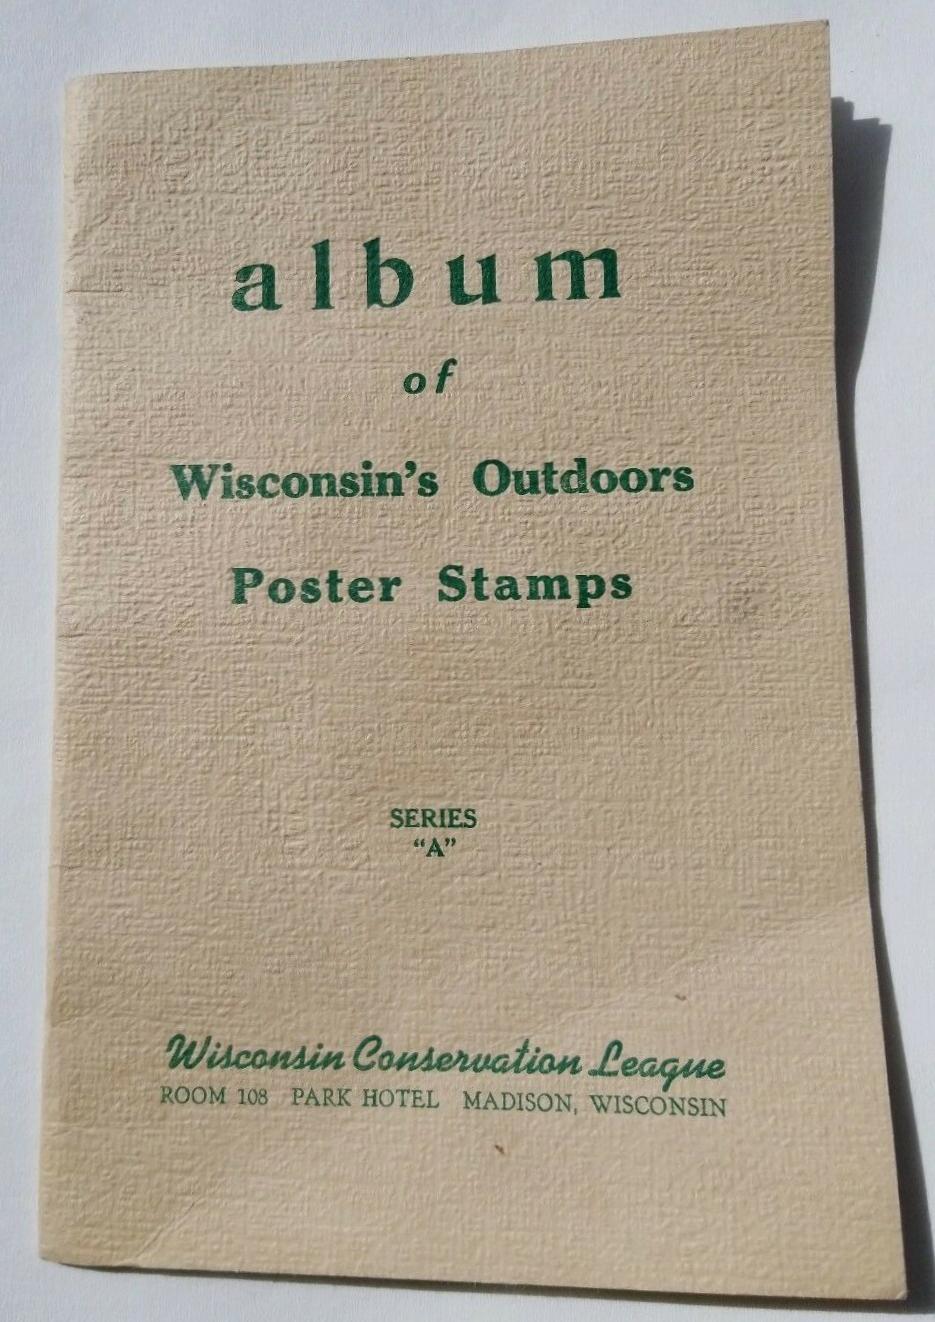 album
of
Wisconsin's Outdoors
Poster Stamps
SERIES
“A”
Wisconsin Conservation League
ROOM 108 PARK HOTEL MADISON, WISCONSIN